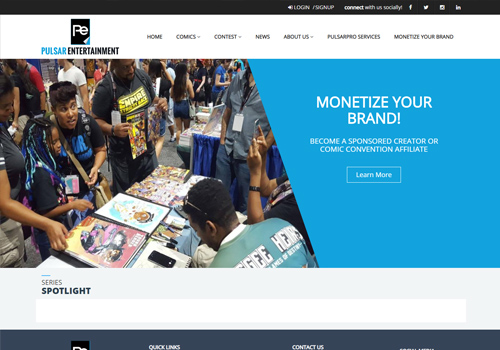 LOGIN / SIGNUP connect with us socially!
Pe
PULSAR ENTERTAINMENT
HOME COMICS CONTEST NEWS ABOUT US PULSARPRO SERVICES MONETIZE YOUR BRAND
EMPIRE
MONETIZE YOUR
BRAND!
BECOME A SPONSORED CREATOR OR
COMIC CONVENTION AFFILIATE
Learn More
SERIES
SPOTLIGHT
QUICK LINKS CONTACT US